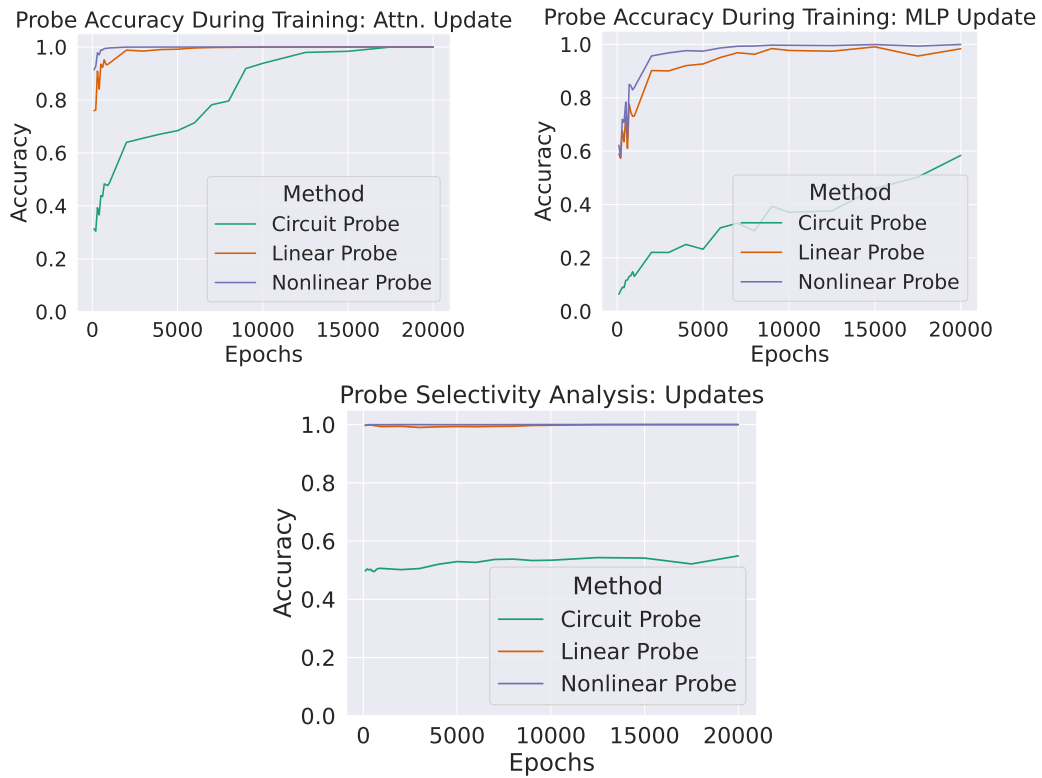 Probe Accuracy During Training: Attn. Update
Accuracy
1.0
0.8
0.6
0.4
0.2
0.0
0
5000
10000
15000
20000
Epochs
Method
Circuit Probe
Linear Probe
Nonlinear Probe
Probe Accuracy During Training: MLP Update
Accuracy
1.0
0.8
0.6
0.4
0.2
0.0
0
5000
10000
15000
20000
Epochs
Method
Circuit Probe
Linear Probe
Nonlinear Probe
Probe Selectivity Analysis: Updates
Accuracy
1.0
0.8
0.6
0.4
0.2
0.0
0
5000
10000
15000
20000
Epochs
Method
Circuit Probe
Linear Probe
Nonlinear Probe